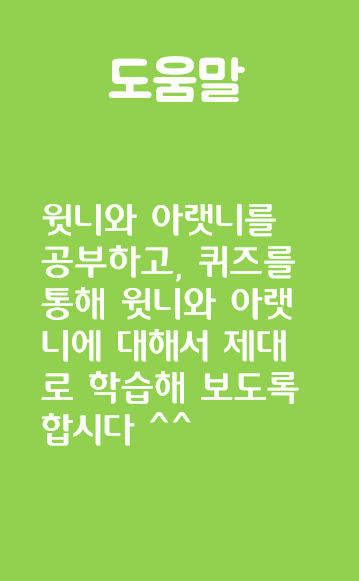 도움말
윗니와 아랫니를
공부하고, 퀴즈를
통해 윗니와 아랫
니에 대해서 제대
로 학습해 보도록
합시다 ^^